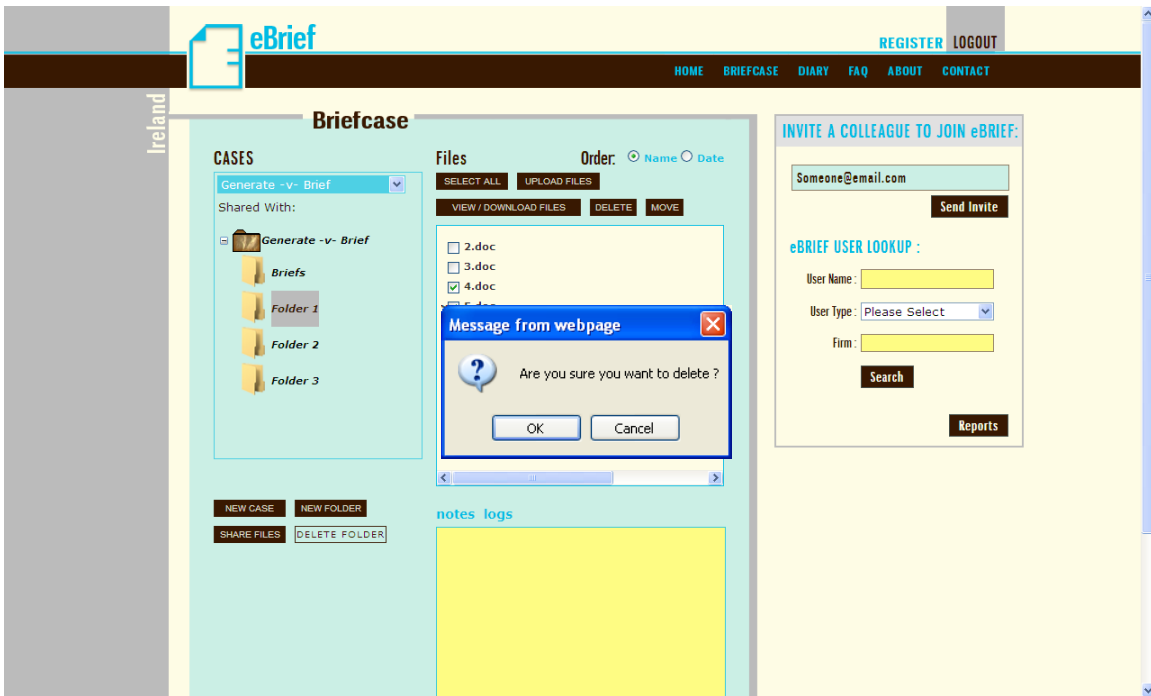 eBrief
REGISTER LOGOUT
HOME BRIEFCASE DIARY FAQ ABOUT CONTACT
Ireland
Briefcase
CASES
Generate -v- Brief
Shared With:
Generate -v- Brief
Briefs
Folder 1
Folder 2
Folder 3
NEW CASE NEW FOLDER
SHARE FILES DELETE FOLDER
Files Order: Name Date
SELECT ALL UPLOAD FILES
VIEW / DOWNLOAD FILES DELETE MOVE
2.doc
3.doc
4.doc
5.doc
Message from webpage
Are you sure you want to delete ?
OK Cancel
notes logs
INVITE A COLLEAGUE TO JOIN eBRIEF:
Someone@email.com
Send Invite
eBRIEF USER LOOKUP :
User Name :
User Type : Please Select
Firm :
Search
Reports